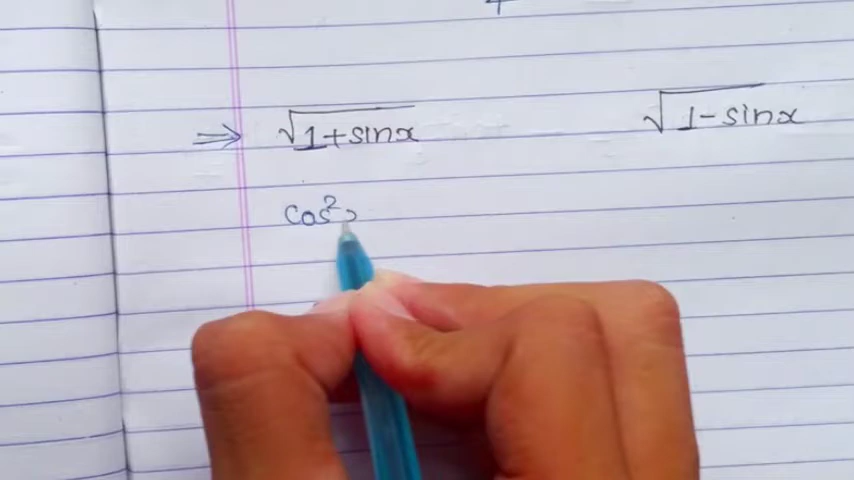 ⇒ √1+sinx √1-sinx
cos²